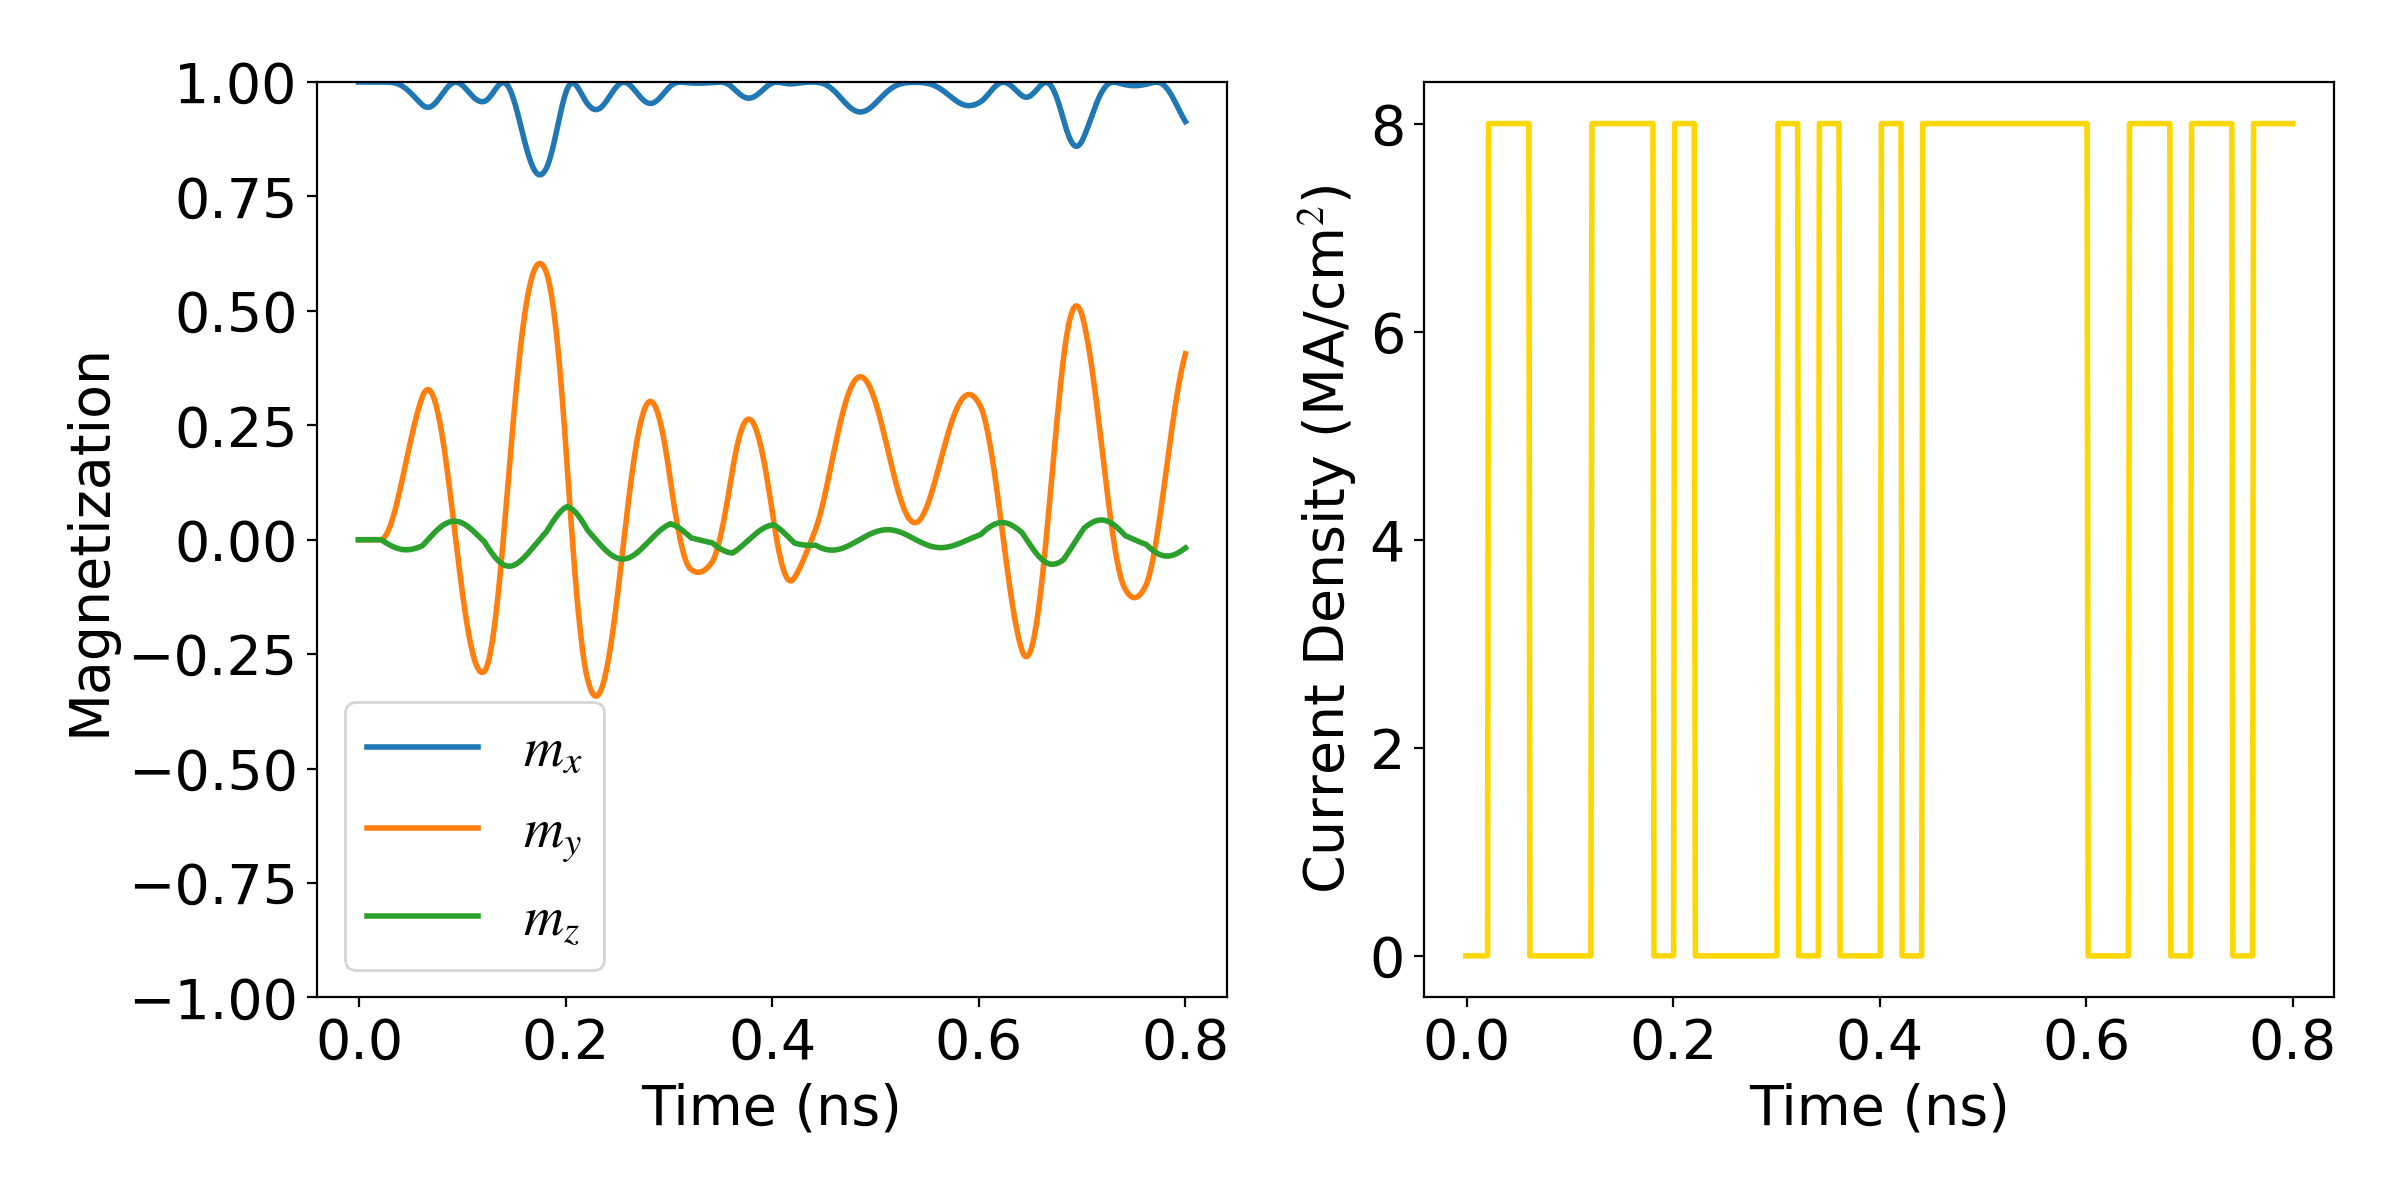 Magnetization
1.00
0.75
0.50
0.25
0.00
−0.25
−0.50
−0.75
−1.00
m_x
m_y
m_z
0.0 0.2 0.4 0.6 0.8
Time (ns)
Current Density (MA/cm²)
8
6
4
2
0
0.0 0.2 0.4 0.6 0.8
Time (ns)